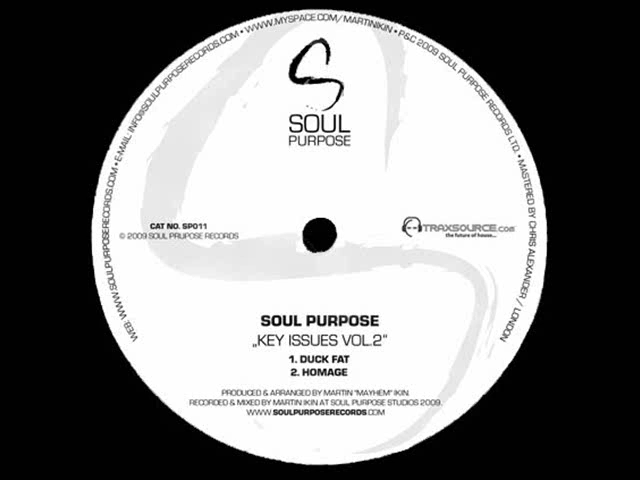 WEB: WWW.SOULPURPOSERECORDS.COM • E-MAIL: INFO@SOULPURPOSERECORDS.COM • WWW.MYSPACE.COM/MARTINIKIN • P&C 2009 SOUL PURPOSE RECORDS LTD. • MASTERED BY CHRIS ALEXANDER / LONDON
SOUL
PURPOSE
CAT NO. SP011
© 2009 SOUL PRUPOSE RECORDS
TRAXSOURCE.COM
the future of house...
SOUL PURPOSE
„KEY ISSUES VOL.2“
1. DUCK FAT
2. HOMAGE
PRODUCED & ARRANGED BY MARTIN "MAYHEM" IKIN.
RECORDED & MIXED BY MARTIN IKIN AT SOUL PURPOSE STUDIOS 2009.
WWW.SOULPURPOSERECORDS.COM